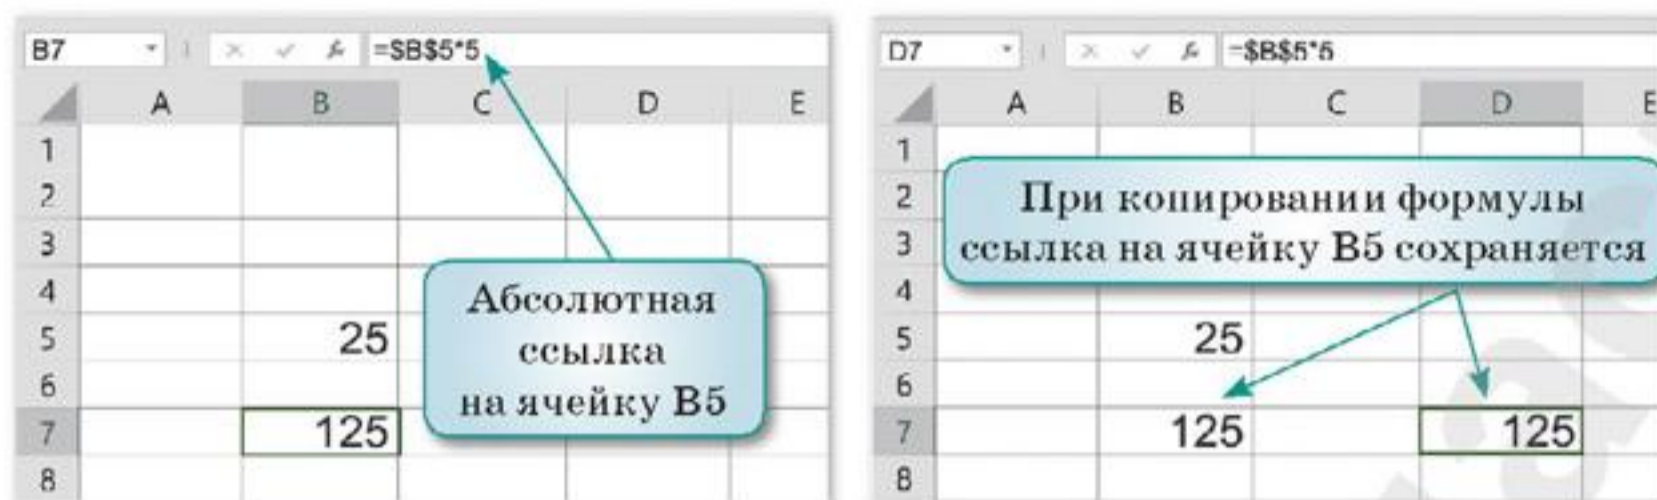 B7 =$B$5*5
A B C D E
1
2
3
4
5 25
6
7 125
8
Абсолютная
ссылка
на ячейку B5
D7 =$B$5*5
A B C D E
1
2
3
4
5 25
6
7 125 125
8
При копировании формулы
ссылка на ячейку B5 сохраняется